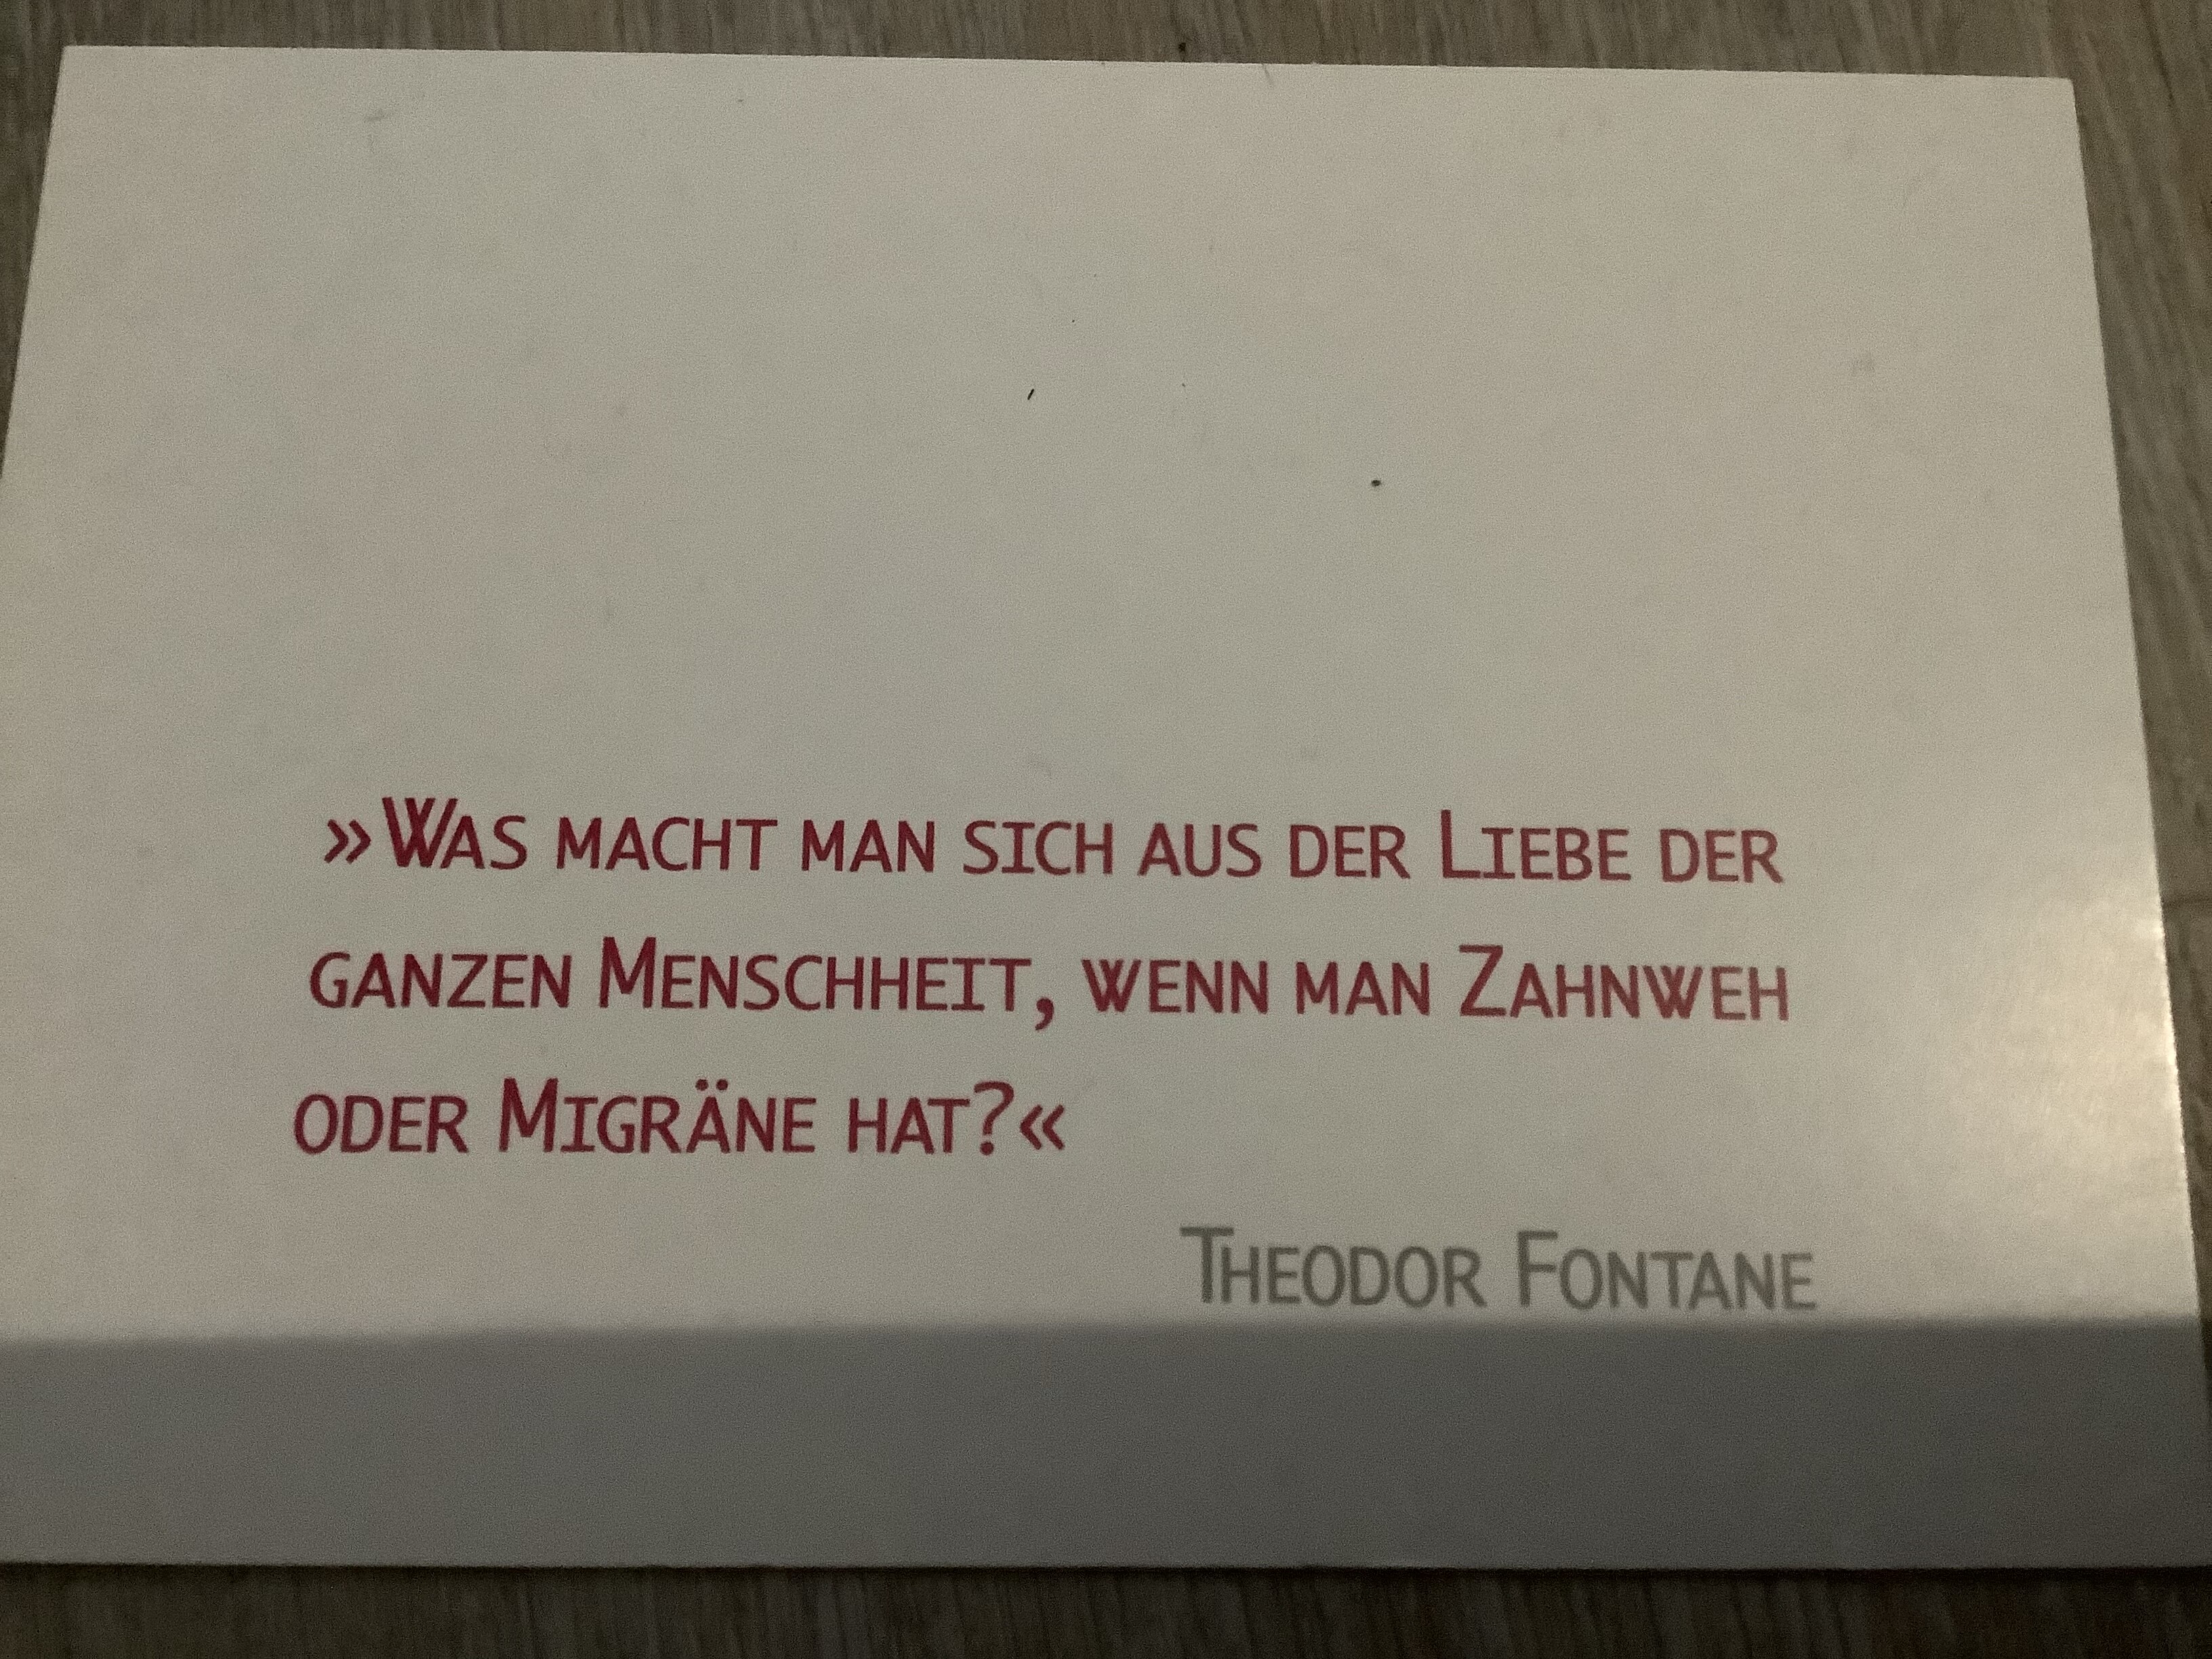 »Was macht man sich aus der Liebe der
ganzen Menschheit, wenn man Zahnweh
oder Migräne hat?«
Theodor Fontane